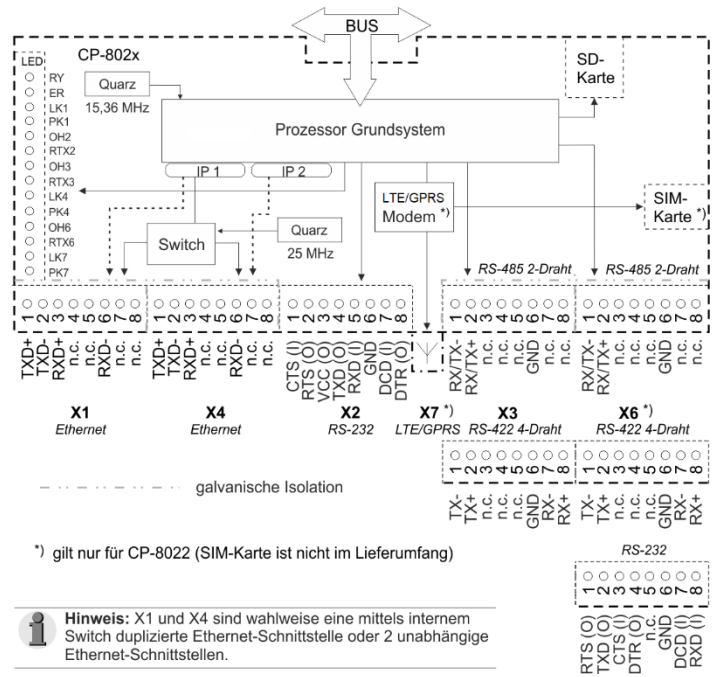 BUS
LED
CP-802x
SD-
Karte
RY
ER
LK1
PK1
OH2
RTX2
OH3
RTX3
LK4
PK4
OH6
RTX6
LK7
PK7
Quarz
15,36 MHz
Prozessor Grundsystem
IP 1
IP 2
LTE/GPRS
Modem *)
SIM-
Karte *)
Switch
Quarz
25 MHz
RS-485 2-Draht
RS-485 2-Draht
1 2 3 4 5 6 7 8
1 2 3 4 5 6 7 8
1 2 3 4 5 6 7 8
1 2 3 4 5 6 7 8
1 2 3 4 5 6 7 8
TXD+
TXD-
RXD+
n.c.
n.c.
RXD-
n.c.
n.c.
TXD+
TXD-
RXD+
n.c.
n.c.
RXD-
n.c.
n.c.
CTS (I)
RTS (O)
VCC (O)
TXD (O)
RXD (I)
GND
DCD (I)
DTR (O)
RX/TX-
RX/TX+
n.c.
n.c.
n.c.
GND
n.c.
n.c.
RX/TX-
RX/TX+
n.c.
n.c.
n.c.
GND
n.c.
n.c.
X1
Ethernet
X4
Ethernet
X2
RS-232
X7 *)
LTE/GPRS
X3
RS-422 4-Draht
X6 *)
RS-422 4-Draht
1 2 3 4 5 6 7 8
1 2 3 4 5 6 7 8
TX-
TX+
n.c.
n.c.
n.c.
GND
RX-
RX+
TX-
TX+
n.c.
n.c.
n.c.
GND
RX-
RX+
galvanische Isolation
*) gilt nur für CP-8022 (SIM-Karte ist nicht im Lieferumfang)
RS-232
1 2 3 4 5 6 7 8
RTS (O)
TXD (O)
CTS (I)
DTR (O)
n.c.
GND
DCD (I)
RXD (I)
Hinweis: X1 und X4 sind wahlweise eine mittels internem
Switch duplizierte Ethernet-Schnittstelle oder 2 unabhängige
Ethernet-Schnittstellen.